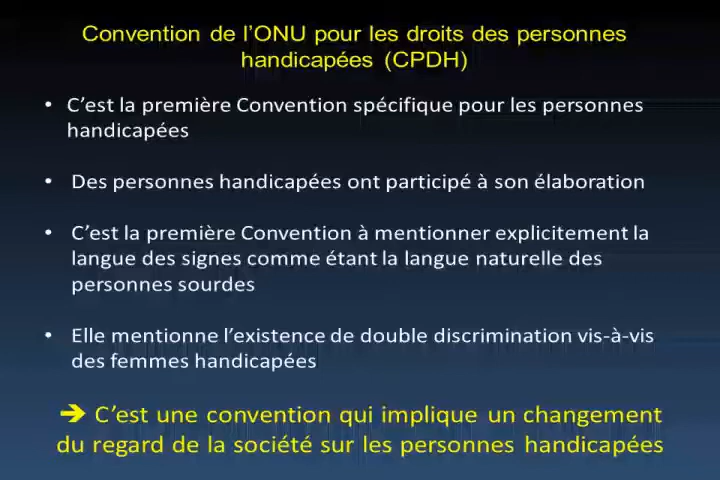 Convention de l’ONU pour les droits des personnes
handicapées (CPDH)
• C’est la première Convention spécifique pour les personnes
handicapées
• Des personnes handicapées ont participé à son élaboration
• C’est la première Convention à mentionner explicitement la
langue des signes comme étant la langue naturelle des
personnes sourdes
• Elle mentionne l’existence de double discrimination vis-à-vis
des femmes handicapées
➔ C’est une convention qui implique un changement
du regard de la société sur les personnes handicapées